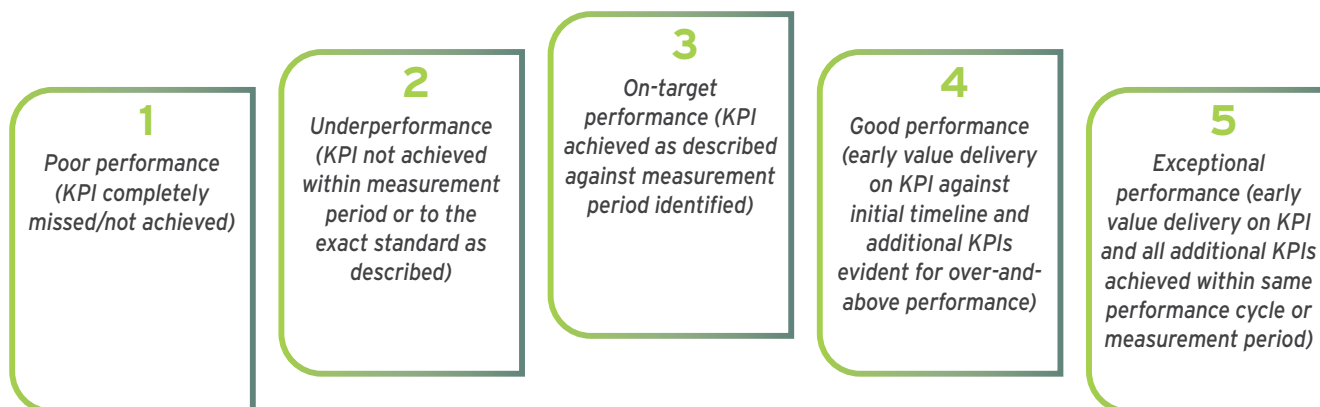 1
Poor performance
(KPI completely
missed/not achieved)
2
Underperformance
(KPI not achieved
within measurement
period or to the
exact standard as
described)
3
On-target
performance (KPI
achieved as described
against measurement
period identified)
4
Good performance
(early value delivery
on KPI against
initial timeline and
additional KPIs
evident for over-and-
above performance)
5
Exceptional
performance (early
value delivery on KPI
and all additional KPIs
achieved within same
performance cycle or
measurement period)